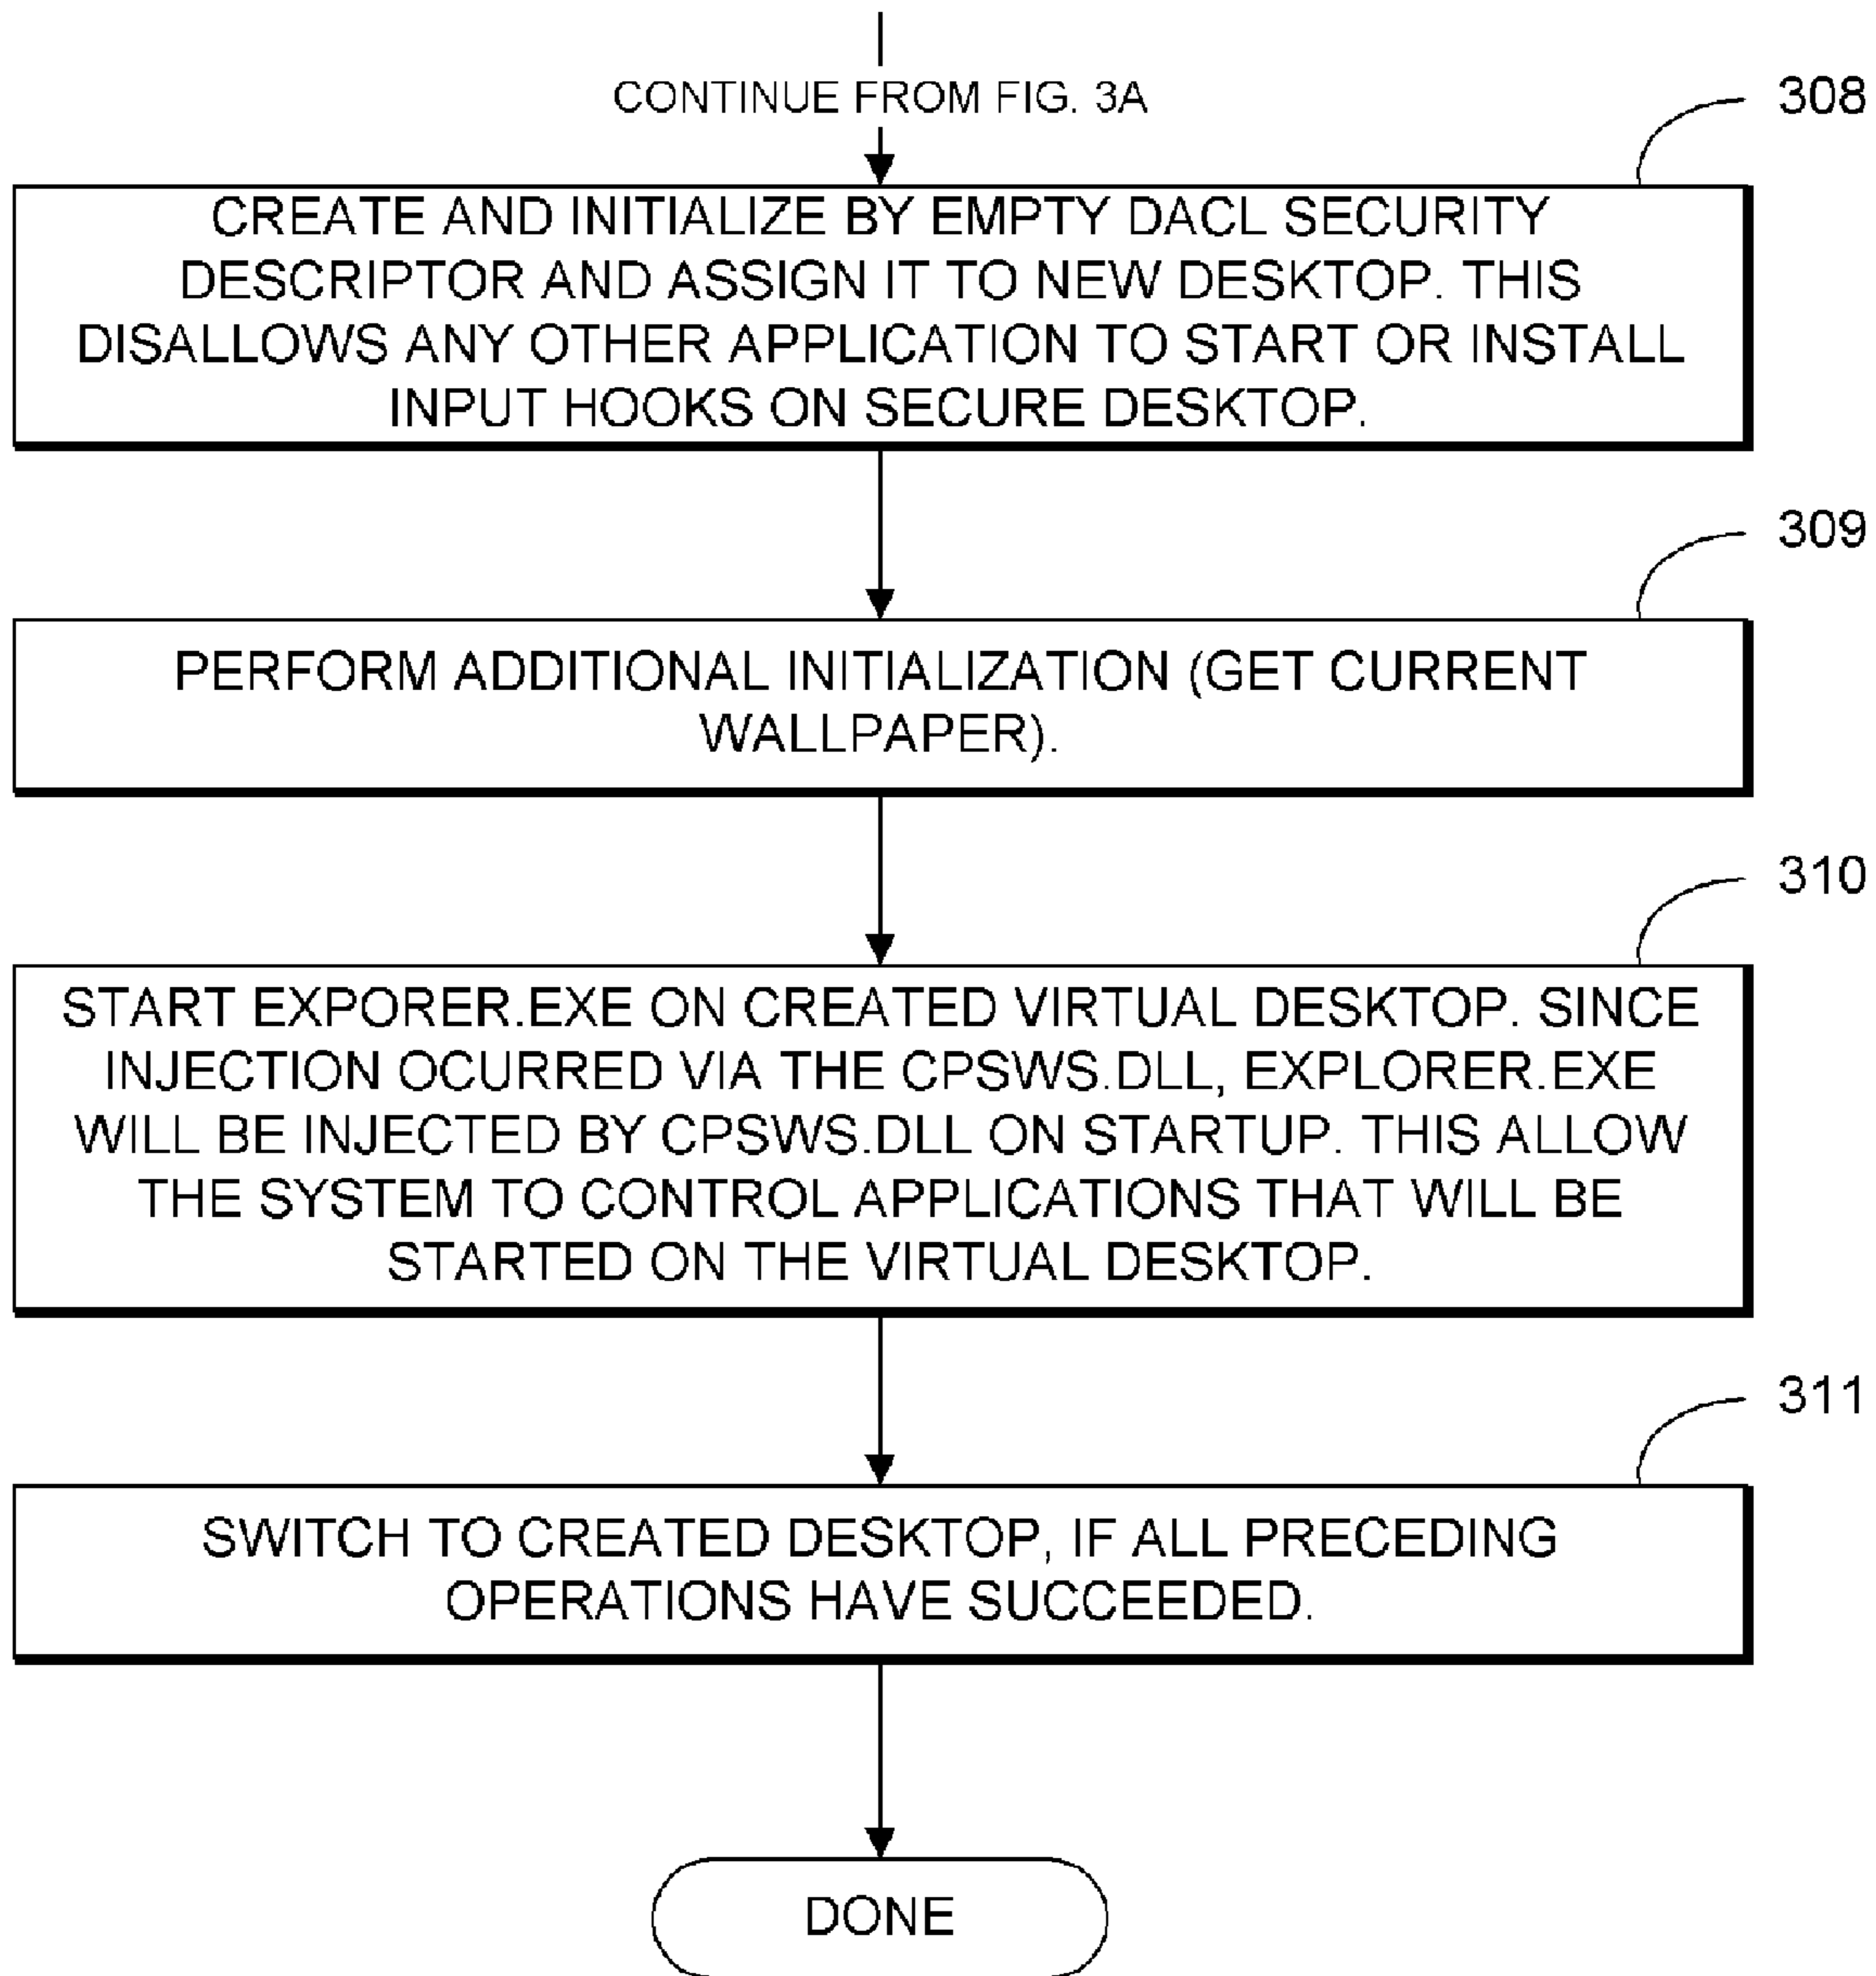 CONTINUE FROM FIG. 3A
308
CREATE AND INITIALIZE BY EMPTY DACL SECURITY
DESCRIPTOR AND ASSIGN IT TO NEW DESKTOP. THIS
DISALLOWS ANY OTHER APPLICATION TO START OR INSTALL
INPUT HOOKS ON SECURE DESKTOP.
309
PERFORM ADDITIONAL INITIALIZATION (GET CURRENT
WALLPAPER).
310
START EXPORER.EXE ON CREATED VIRTUAL DESKTOP. SINCE
INJECTION OCURRED VIA THE CPSWS.DLL, EXPLORER.EXE
WILL BE INJECTED BY CPSWS.DLL ON STARTUP. THIS ALLOW
THE SYSTEM TO CONTROL APPLICATIONS THAT WILL BE
STARTED ON THE VIRTUAL DESKTOP.
311
SWITCH TO CREATED DESKTOP, IF ALL PRECEDING
OPERATIONS HAVE SUCCEEDED.
DONE